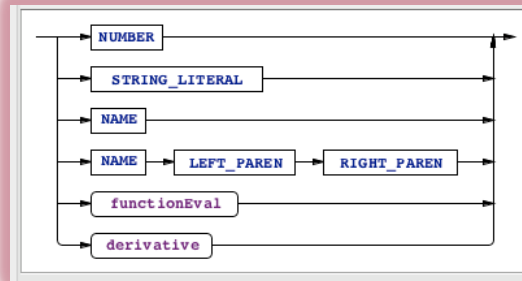 NUMBER
STRING_LITERAL
NAME
NAME LEFT_PAREN RIGHT_PAREN
functionEval
derivative